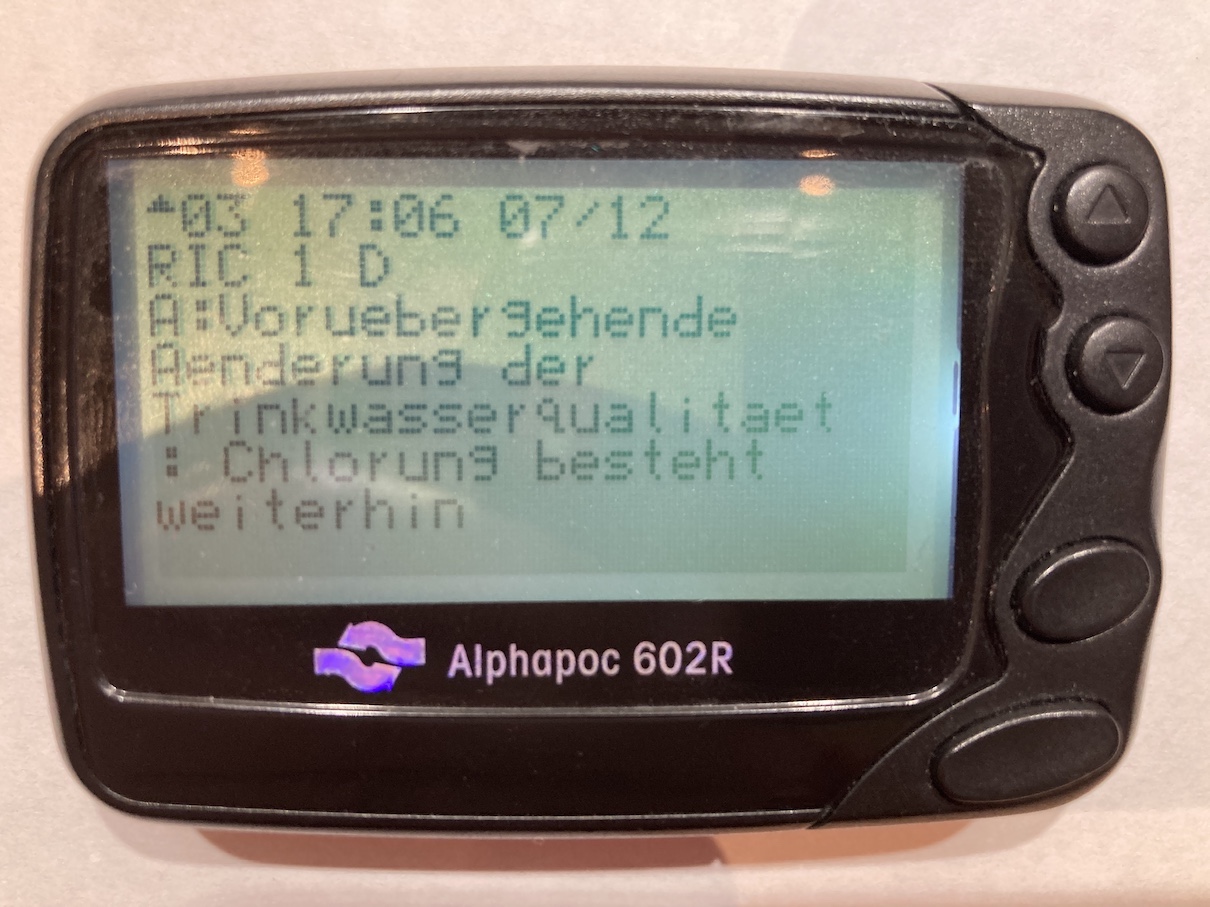 03 17:06 07/12
RIC 1 D
A:Voruebergehende
Aenderung der
Trinkwasserqualitaet
: Chlorung besteht
weiterhin
Alphapoc 602R